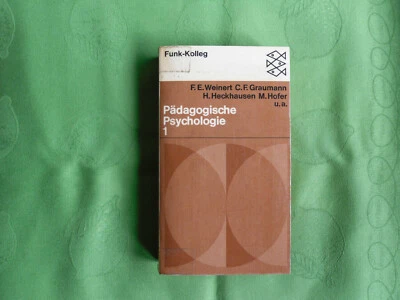 Funk-Kolleg
F. E. Weinert C. F. Graumann
H. Heckhausen M. Hofer
u. a.
Pädagogische
Psychologie
1